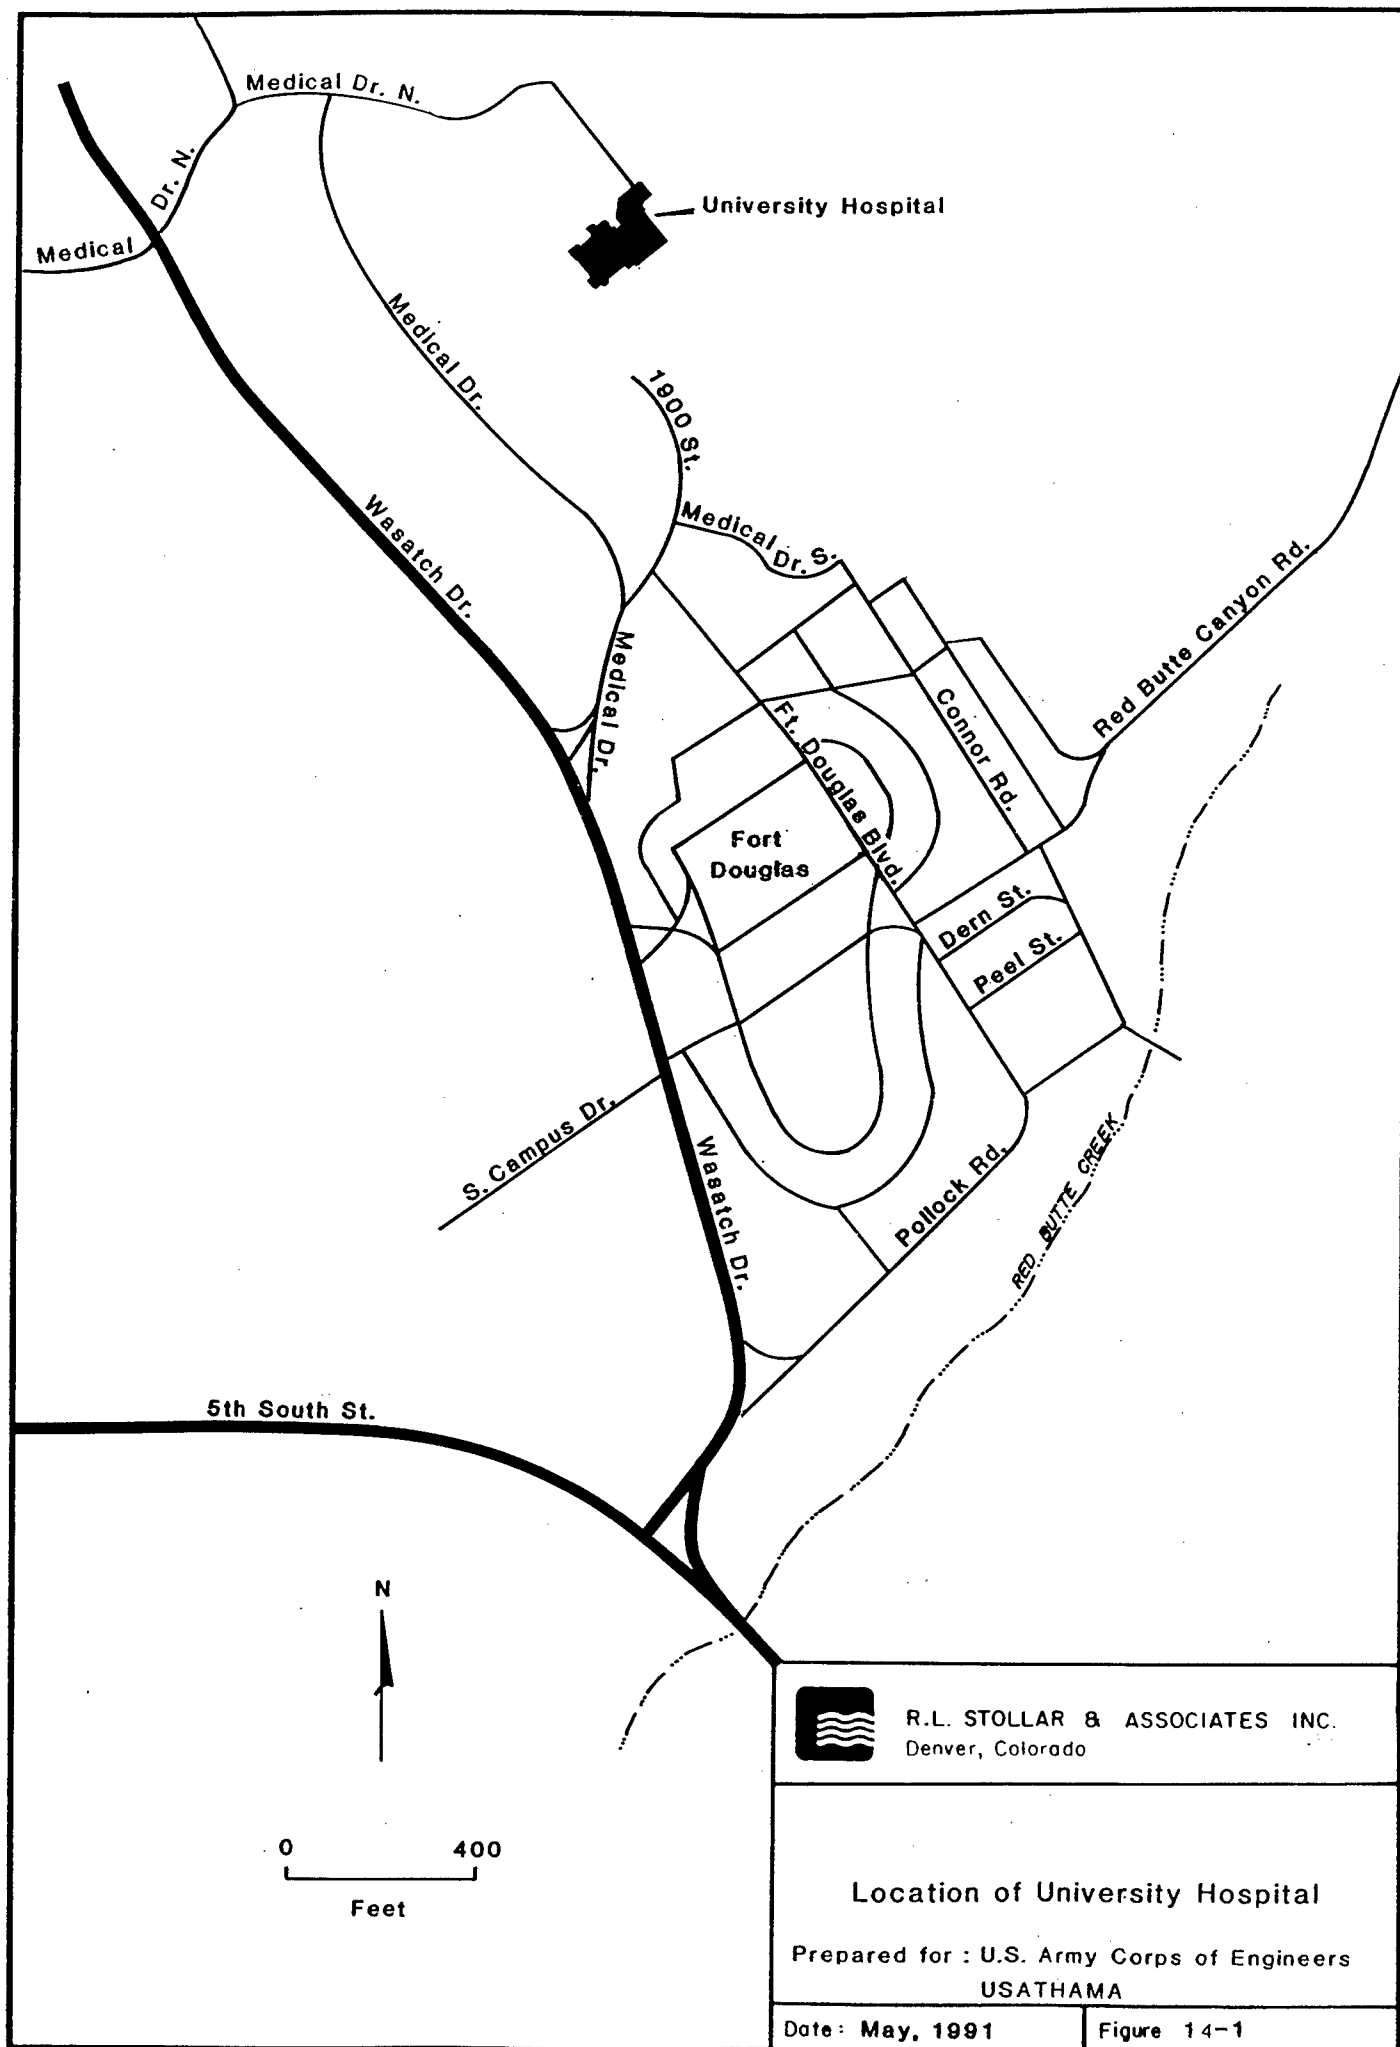 Medical Dr. N.
Dr. N.
Medical
University Hospital
Medical Dr.
1900 St.
Wasatch Dr.
Medical Dr. S.
Red Butte Canyon Rd.
Medical Dr.
Connor Rd.
Ft. Douglas Blvd.
Fort
Douglas
Dern St.
Peel St.
S. Campus Dr.
Wasatch Dr.
Pollock Rd.
RED BUTTE CREEK
5th South St.
N
0 400
Feet
R.L. STOLLAR & ASSOCIATES INC.
Denver, Colorado
Location of University Hospital
Prepared for : U.S. Army Corps of Engineers
USATHAMA
Date: May, 1991
Figure 14-1